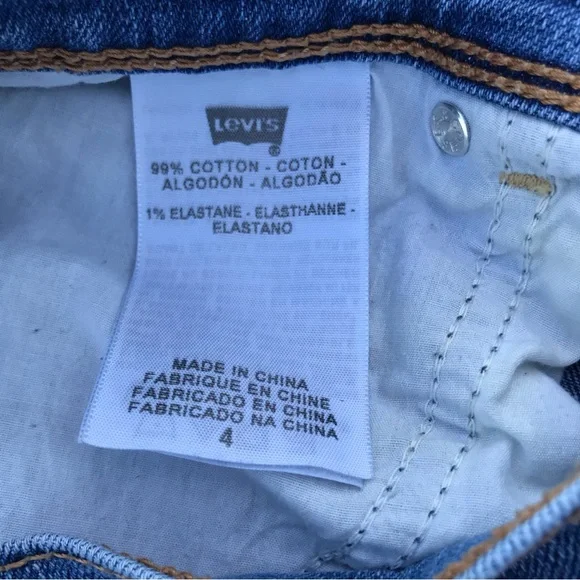 Levi's
®
99% COTTON - COTON -
ALGODÓN - ALGODÃO
1% ELASTANE - ELASTHANNE -
ELASTANO
MADE IN CHINA
FABRIQUE EN CHINE
FABRICADO EN CHINA
FABRICADO NA CHINA
4